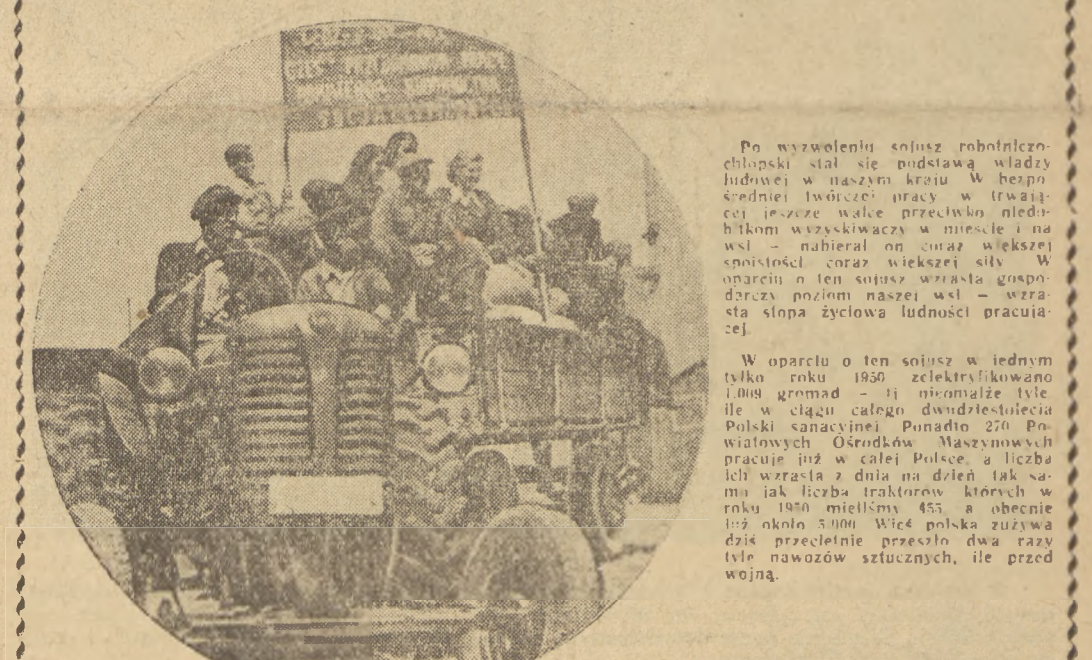 Po wyzwoleniu sojusz robotniczo-
chłopski stał się podstawą władzy
ludowej w naszym kraju W bezpo
średniej twórczej pracy w trwają-
cej jeszcze walce przeciwko niedo-
bitkom wyzyskiwaczy w mieście i na
wsi – nabierał on coraz większej
spoistości coraz większej siły W
oparciu o ten sojusz wzrasta gospo-
darczy poziom naszej wsi – wzra-
sta stopa życiowa ludności pracują-
cej.
W oparciu o ten sojusz w jednym
tylko roku 1950 zelektryfikowano
1.009 gromad – tj niemalże tyle
ile w ciągu całego dwudziestolecia
Polski sanacyjnej Ponadto 270 Po
wiatowych Ośrodków Maszynowych
pracuje już w całej Polsce, a liczba
ich wzrasta z dnia na dzień, tak sa-
mo jak liczba traktorów których w
roku mieliśmy a obecnie
już około 5.000 Wieś polska zużywa
dziś przeciętnie przeszło dwa razy
tyle nawozów sztucznych, ile przed
wojną.